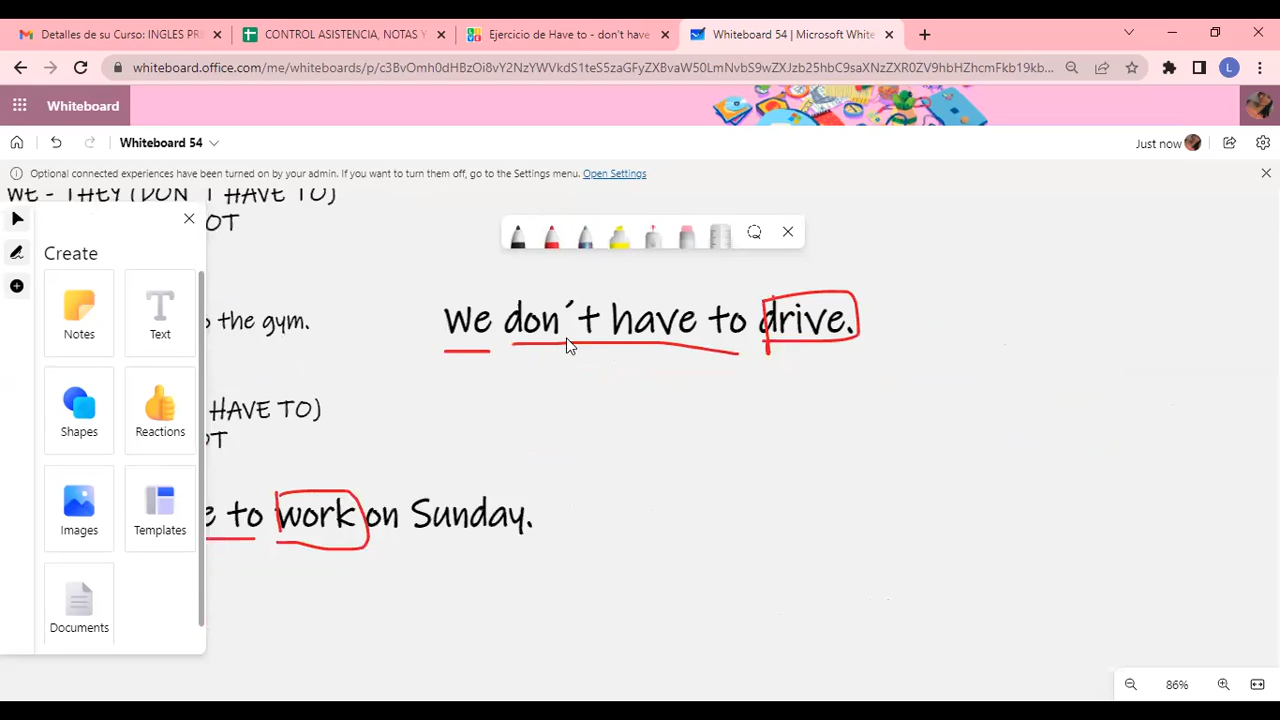 Detalles de su Curso: INGLES PRI
CONTROL ASISTENCIA, NOTAS Y
Ejercicio de Have to - don't have
Whiteboard 54 | Microsoft White
whiteboard.office.com/me/whiteboards/p/c3BvOmh0dHBzOi8vY2NzYWVkdS1teS5zaGFyZXBvaW50LmNvbS9wZXJzb25hbC9saXNzZXR0ZV9hbHZhcmFkb19kb...
L
Whiteboard
Whiteboard 54
Just now
Optional connected experiences have been turned on by your admin. If you want to turn them off, go to the Settings menu. Open Settings
WE - THEY (DON´T HAVE TO)
OT
Create
Notes
Text
the gym.
We don´t have to drive.
Shapes
Reactions
HAVE TO)
OT
Images
Templates
e to work on Sunday.
Documents
86%